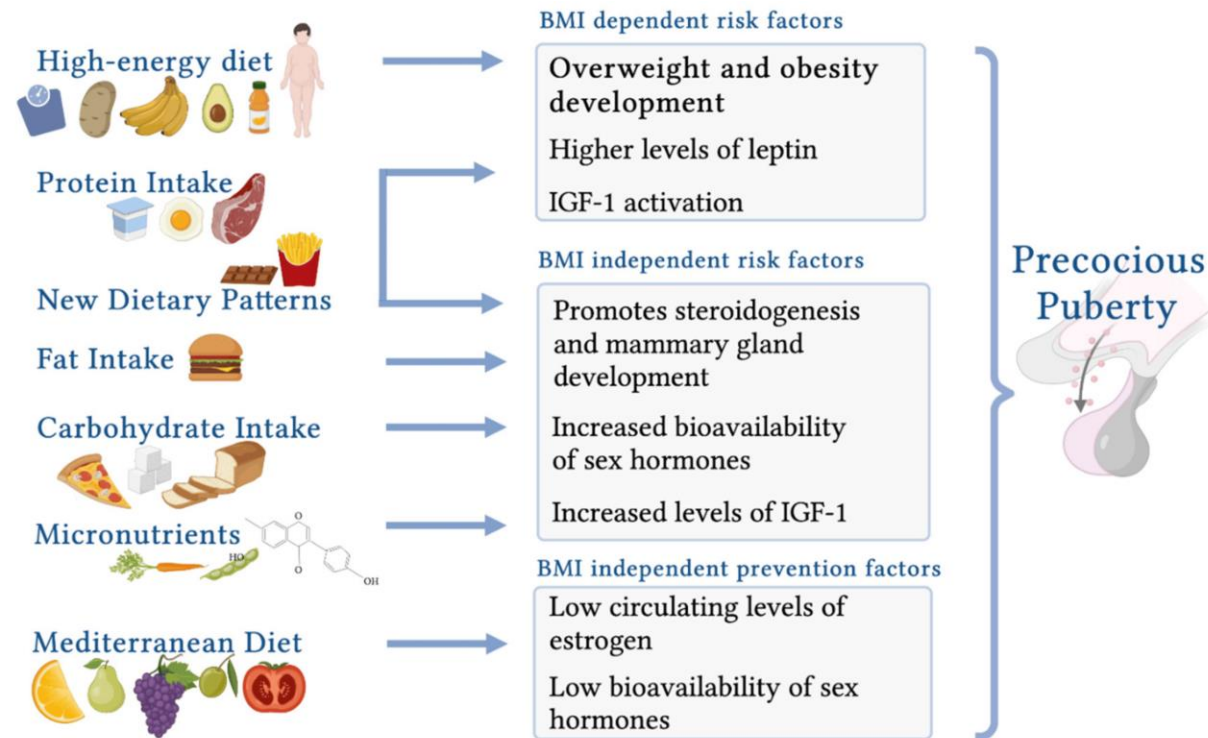 BMI dependent risk factors
High-energy diet
Overweight and obesity
development
Higher levels of leptin
IGF-1 activation
Protein Intake
New Dietary Patterns
Fat Intake
Carbohydrate Intake
Micronutrients
O
HO
O
OH
Mediterranean Diet
BMI independent risk factors
Promotes steroidogenesis
and mammary gland
development
Increased bioavailability
of sex hormones
Increased levels of IGF-1
BMI independent prevention factors
Low circulating levels of
estrogen
Low bioavailability of sex
hormones
Precocious
Puberty